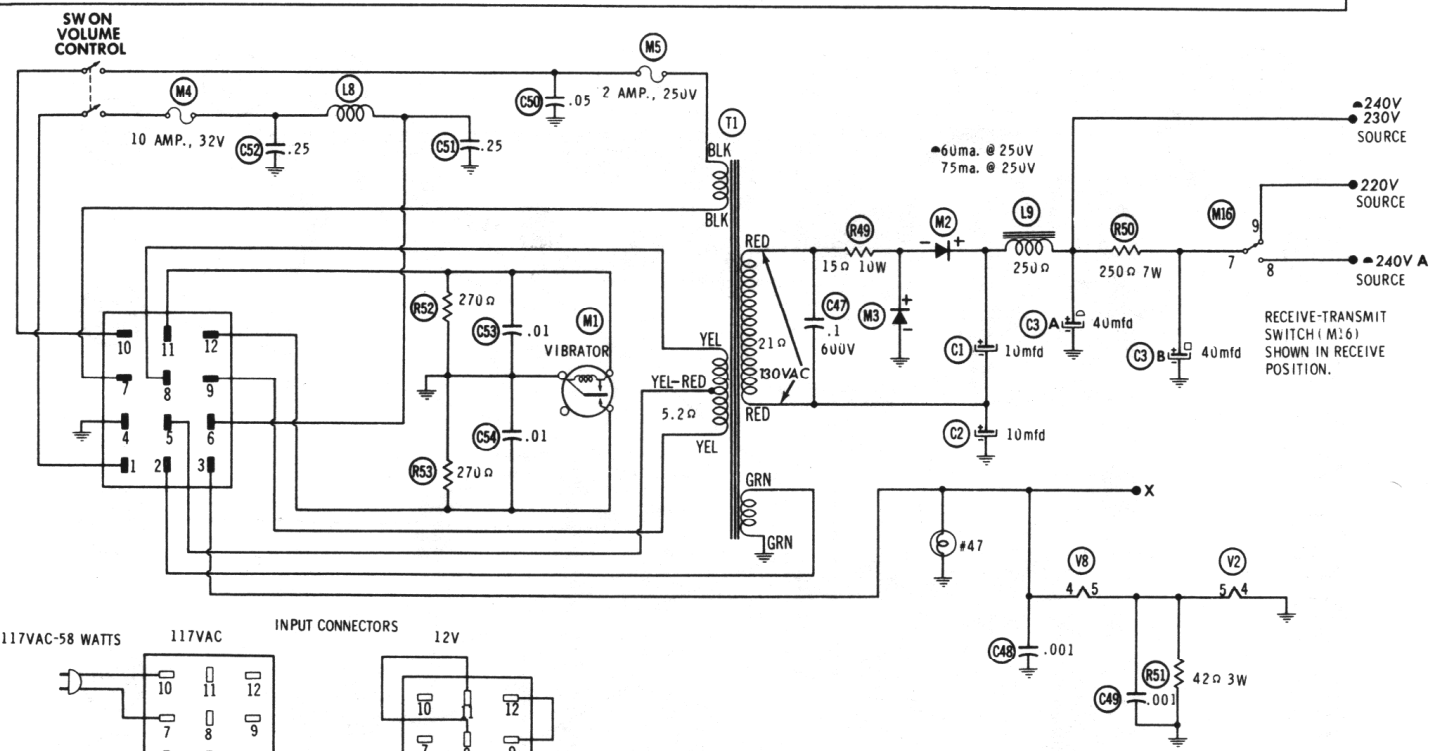 SW ON
VOLUME
CONTROL
M5
2 AMP., 250V
M4
10 AMP., 32V
L8
C50 .05
C52 .25
C51 .25
T1
BLK
BLK
60ma. @ 250V
75ma. @ 250V
240V
230V
SOURCE
220V
SOURCE
240V A
SOURCE
M16
9
7
8
RED
R49
15Ω 10W
M2
- +
L9
250Ω
R50
250Ω 7W
C47
.1
600V
M3
+
-
21Ω
130VAC
RED
C1 10mfd
C2 10mfd
C3 A 40mfd
C3 B 40mfd
RECEIVE-TRANSMIT
SWITCH (M16)
SHOWN IN RECEIVE
POSITION.
R52 270Ω
C53 .01
M1
VIBRATOR
R53 270Ω
C54 .01
YEL
YEL-RED
5.2Ω
YEL
GRN
GRN
10 11 12
7 8 9
4 5 6
1 2 3
X
#47
V8
4 5
V2
5 4
C48 .001
C49 .001
R51
42Ω 3W
INPUT CONNECTORS
117VAC-58 WATTS
117VAC
12V
10 11 12
7 8 9
10 11 12
7